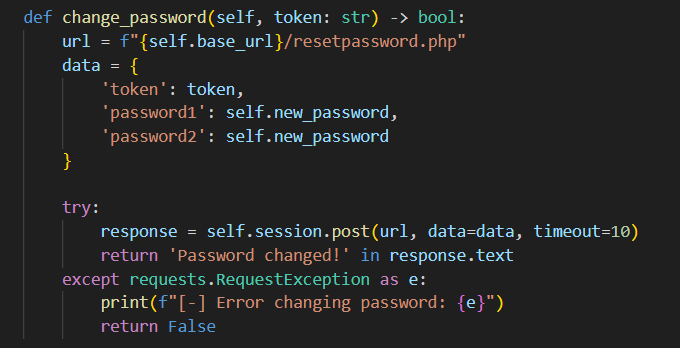 def change_password(self, token: str) -> bool:
    url = f"{self.base_url}/resetpassword.php"
    data = {
        'token': token,
        'password1': self.new_password,
        'password2': self.new_password
    }

    try:
        response = self.session.post(url, data=data, timeout=10)
        return 'Password changed!' in response.text
    except requests.RequestException as e:
        print(f"[-] Error changing password: {e}")
        return False